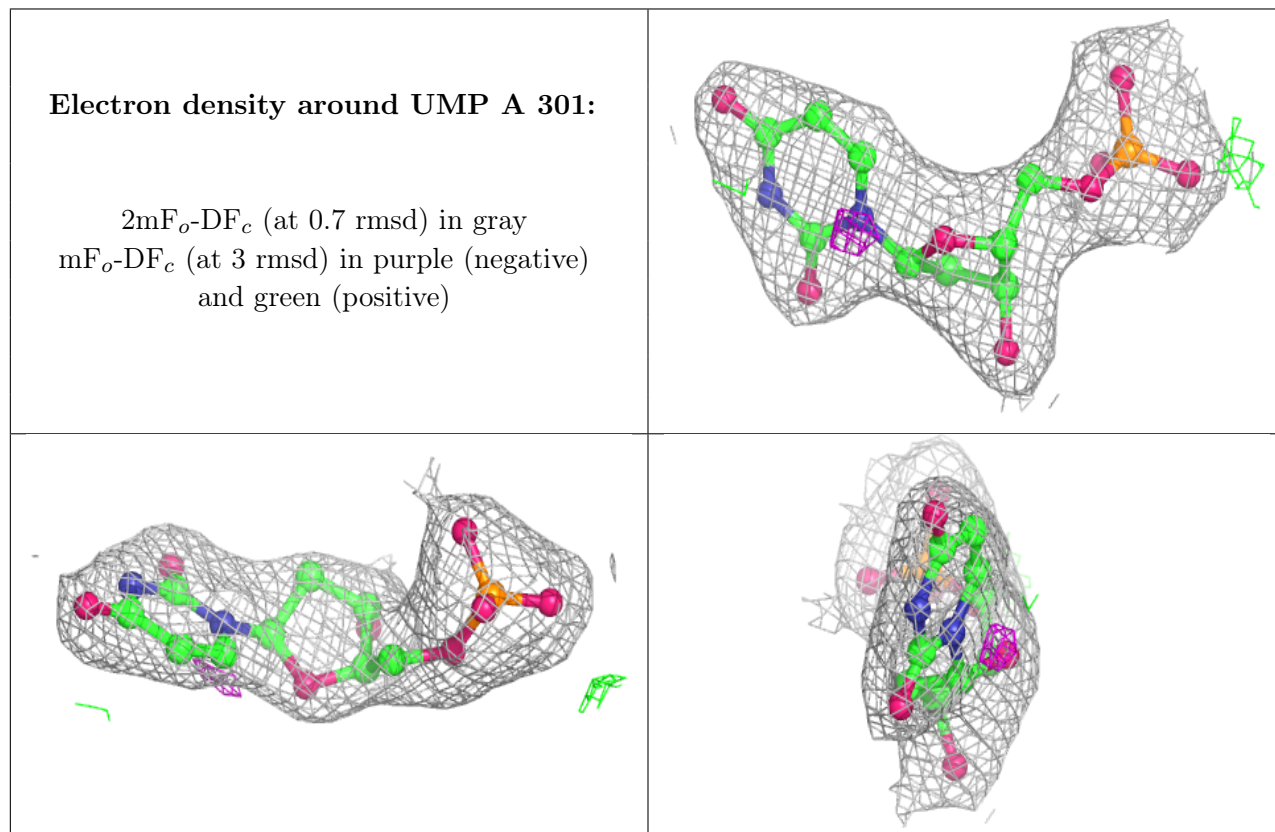 Electron density around UMP A 301:
2mFo-DFc (at 0.7 rmsd) in gray
mFo-DFc (at 3 rmsd) in purple (negative)
and green (positive)